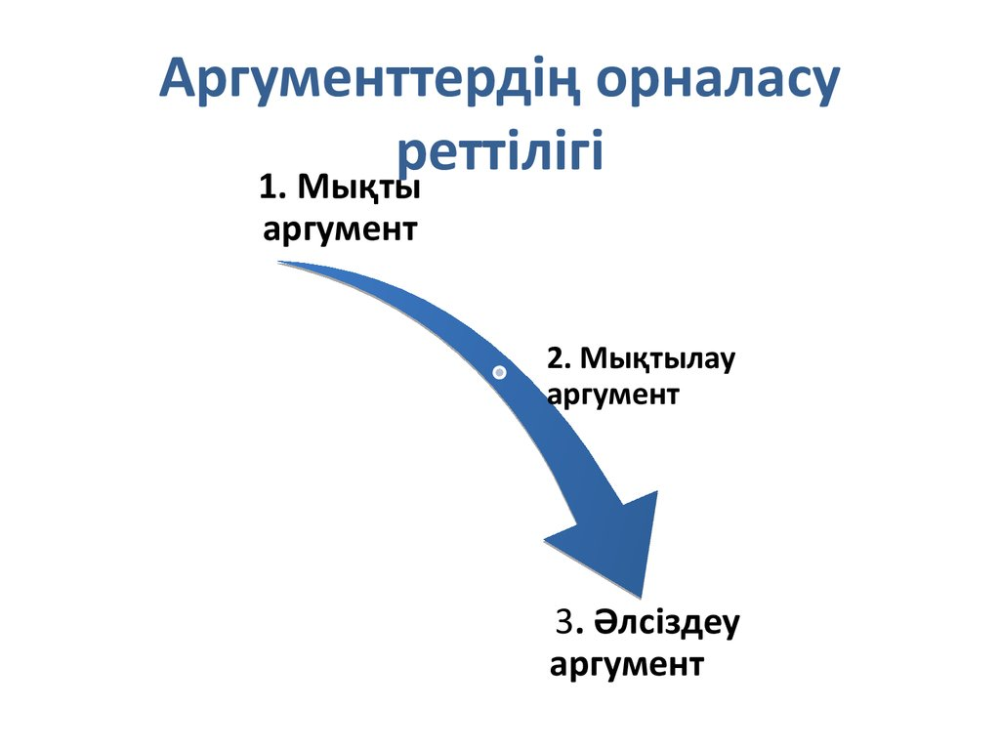 Аргументтердің орналасу
реттілігі
1. Мықты
аргумент
2. Мықтылау
аргумент
3. Әлсіздеу
аргумент